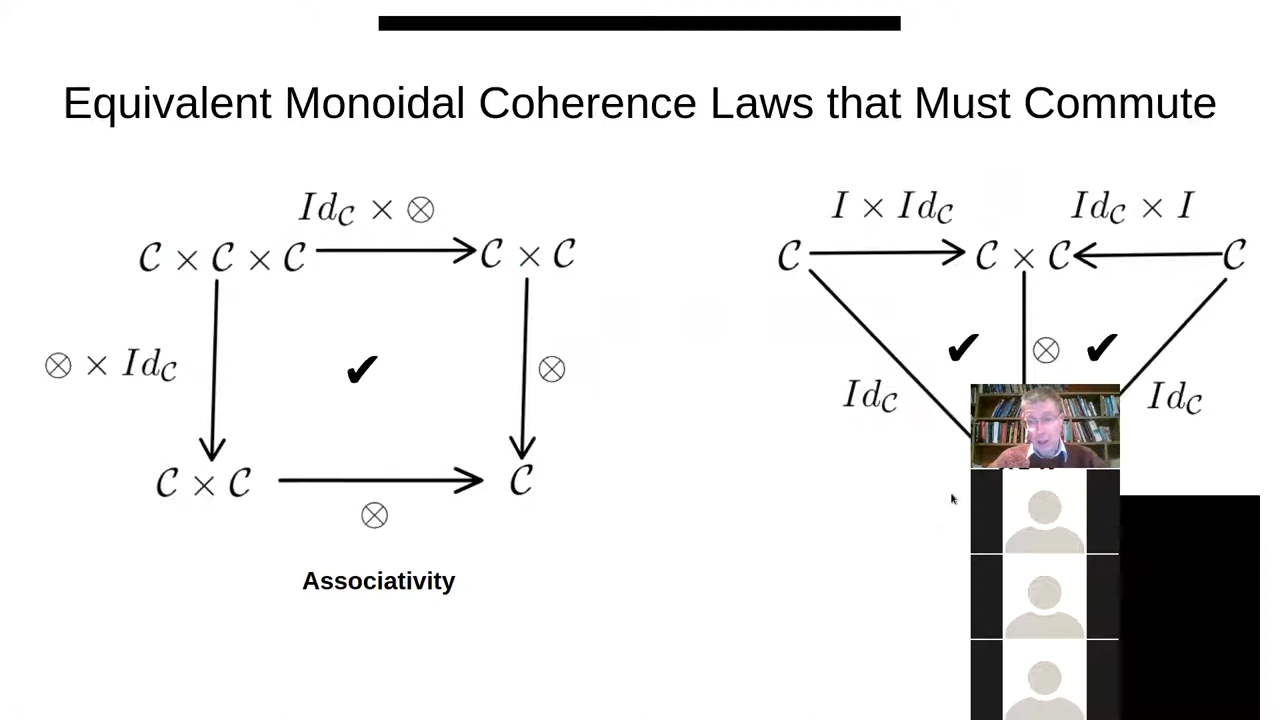 Equivalent Monoidal Coherence Laws that Must Commute
Id_𝒞 × ⊗
𝒞 × 𝒞 × 𝒞
𝒞 × 𝒞
⊗ × Id_𝒞
✔
⊗
𝒞 × 𝒞
𝒞
⊗
Associativity
I × Id_𝒞
Id_𝒞 × I
𝒞
𝒞 × 𝒞
𝒞
✔
⊗
✔
Id_𝒞
Id_𝒞